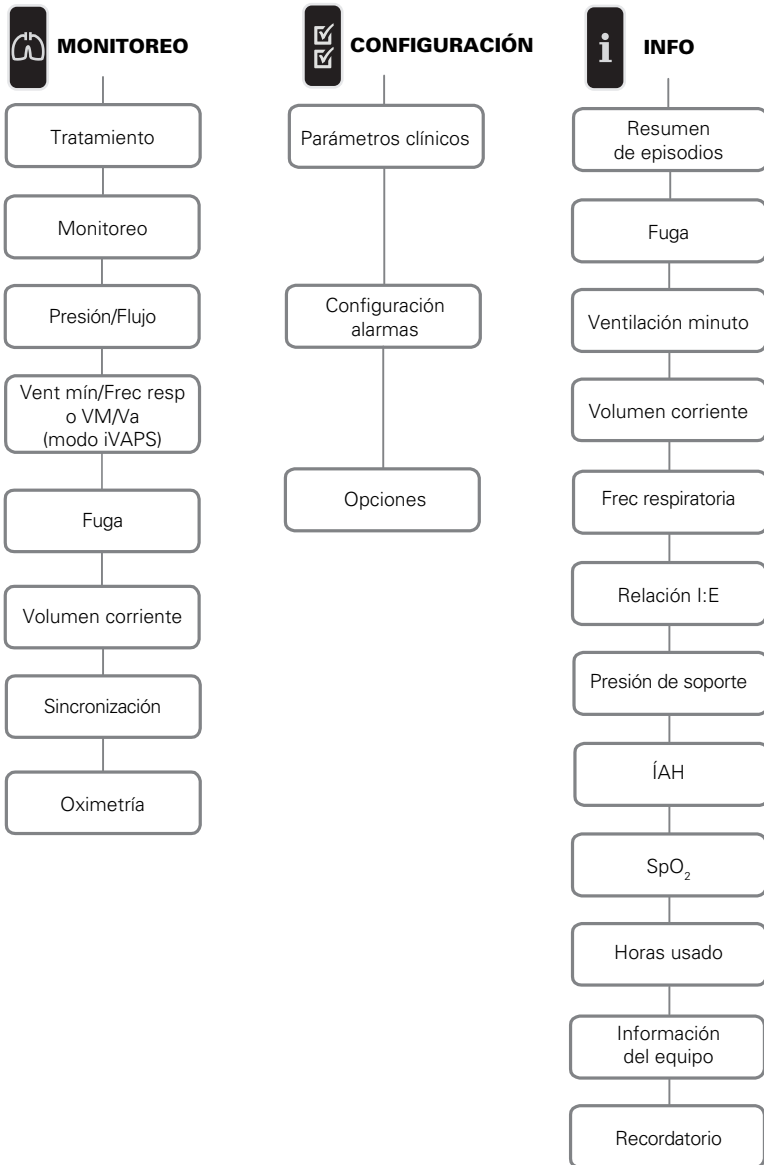 MONITOREO
Tratamiento
Monitoreo
Presión/Flujo
Vent mín/Frec resp
o VM/Va
(modo iVAPS)
Fuga
Volumen corriente
Sincronización
Oximetría
CONFIGURACIÓN
Parámetros clínicos
Configuración
alarmas
Opciones
i
INFO
Resumen
de episodios
Fuga
Ventilación minuto
Volumen corriente
Frec respiratoria
Relación I:E
Presión de soporte
ÍAH
SpO₂
Horas usado
Información
del equipo
Recordatorio